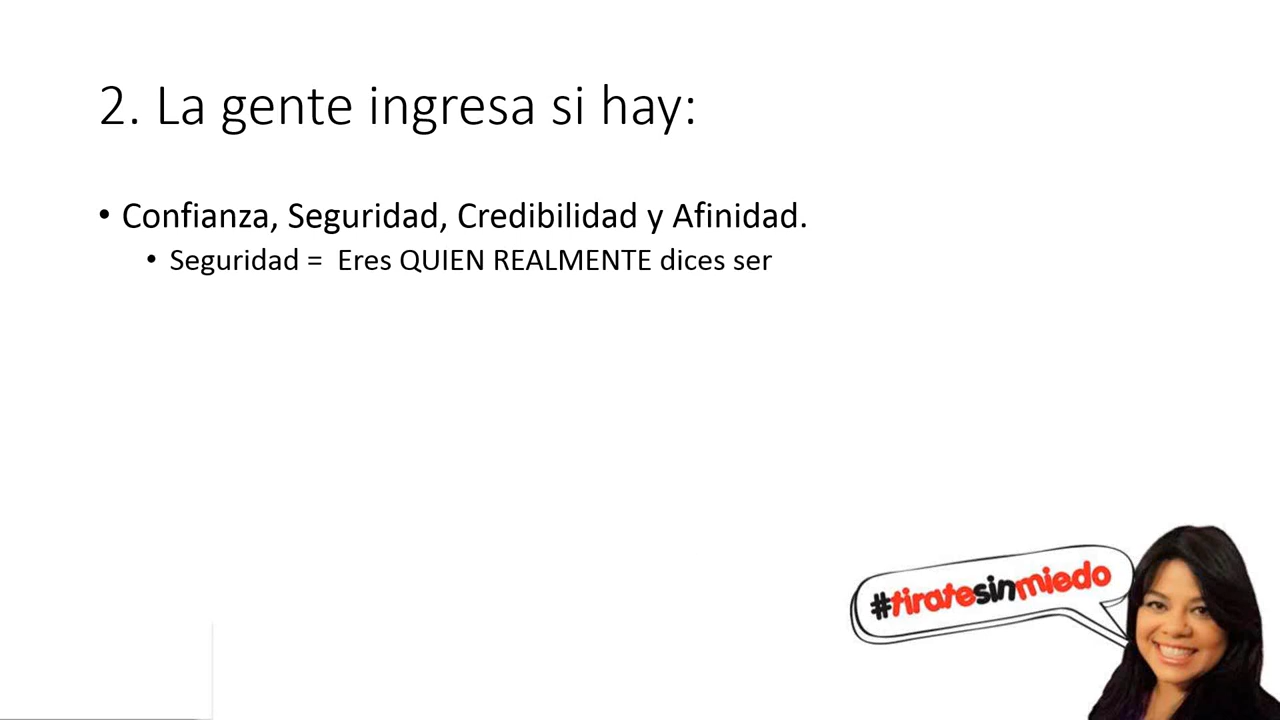 2. La gente ingresa si hay:
• Confianza, Seguridad, Credibilidad y Afinidad.
• Seguridad =  Eres QUIEN REALMENTE dices ser
#tiratesinmiedo